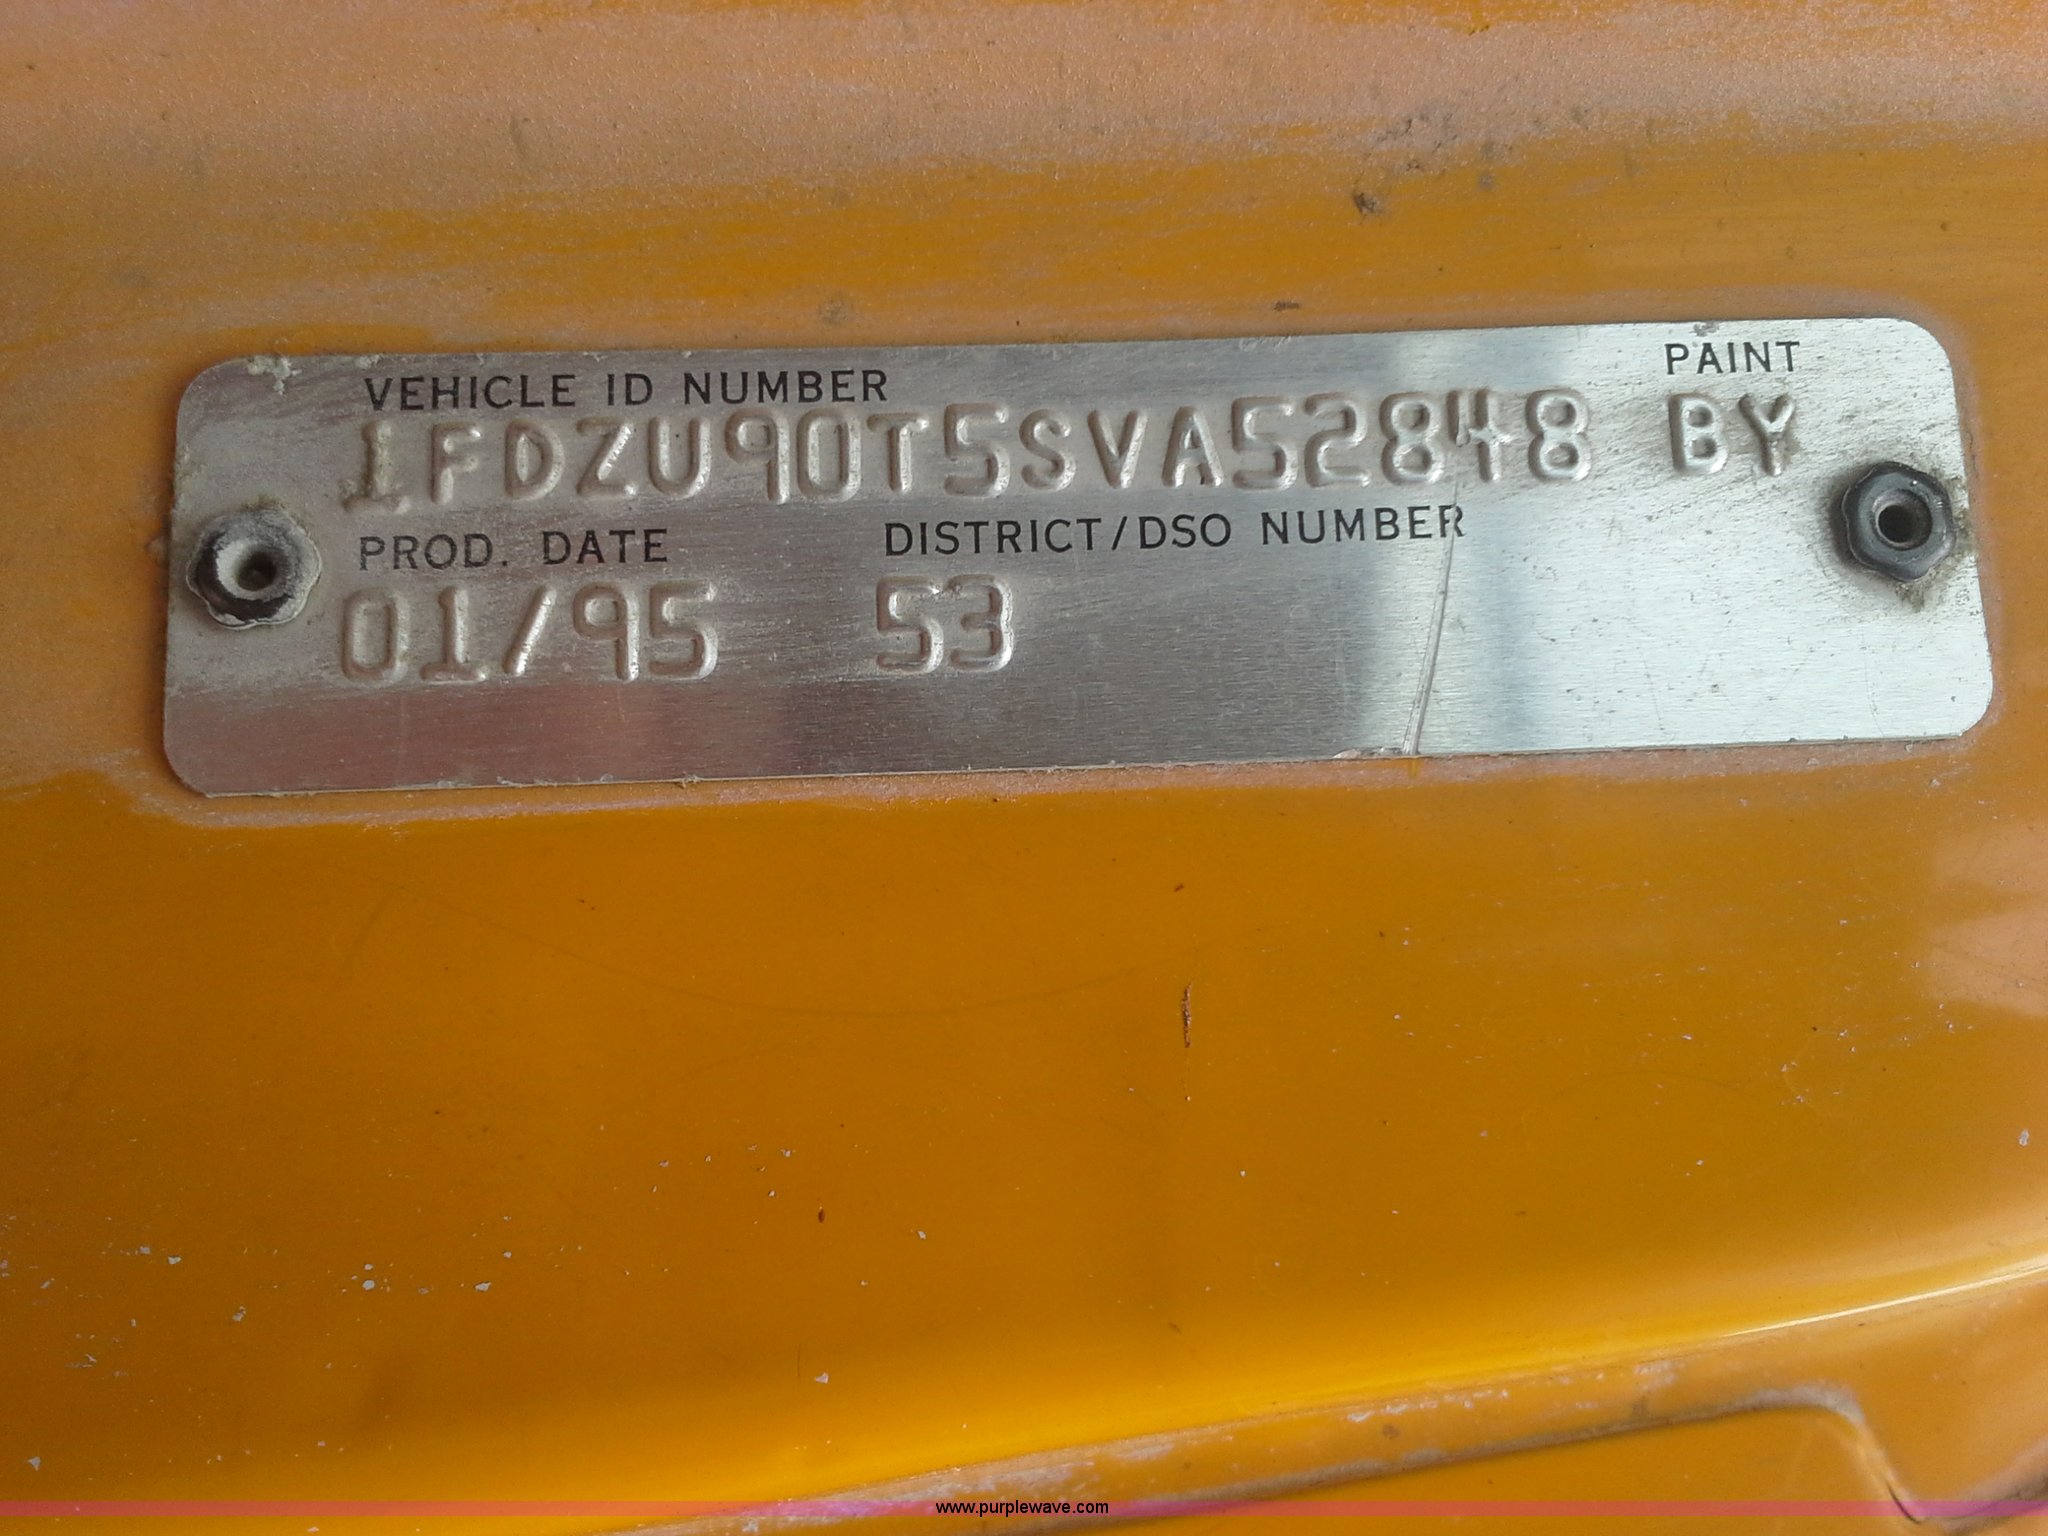 VEHICLE ID NUMBER PAINT
1FDZU90T5SVA52848 BY
PROD. DATE DISTRICT/DSO NUMBER
01/95 53
www.purplewave.com